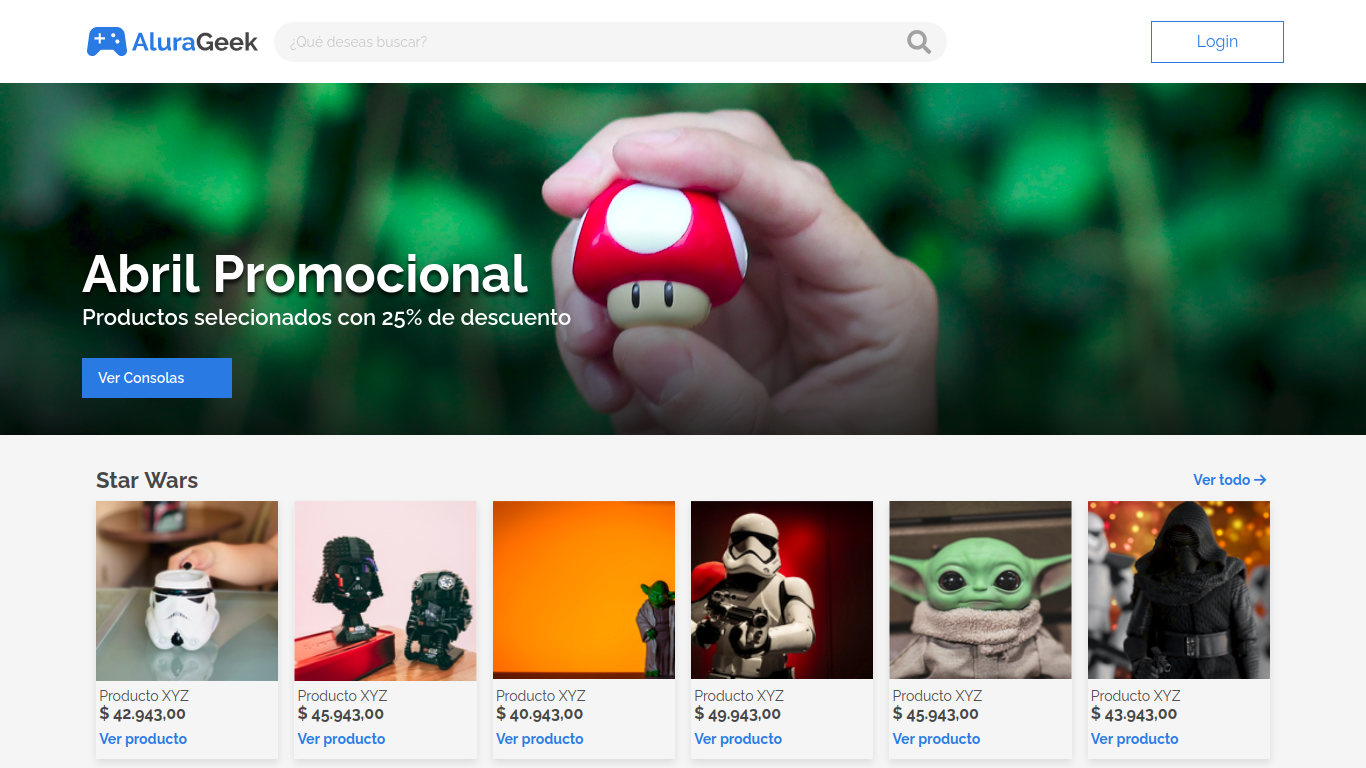 AluraGeek
¿Qué deseas buscar?
Login
Abril Promocional
Productos selecionados con 25% de descuento
Ver Consolas
Star Wars
Ver todo
Producto XYZ
$ 42.943,00
Ver producto
Producto XYZ
$ 45.943,00
Ver producto
Producto XYZ
$ 40.943,00
Ver producto
Producto XYZ
$ 49.943,00
Ver producto
Producto XYZ
$ 45.943,00
Ver producto
Producto XYZ
$ 43.943,00
Ver producto